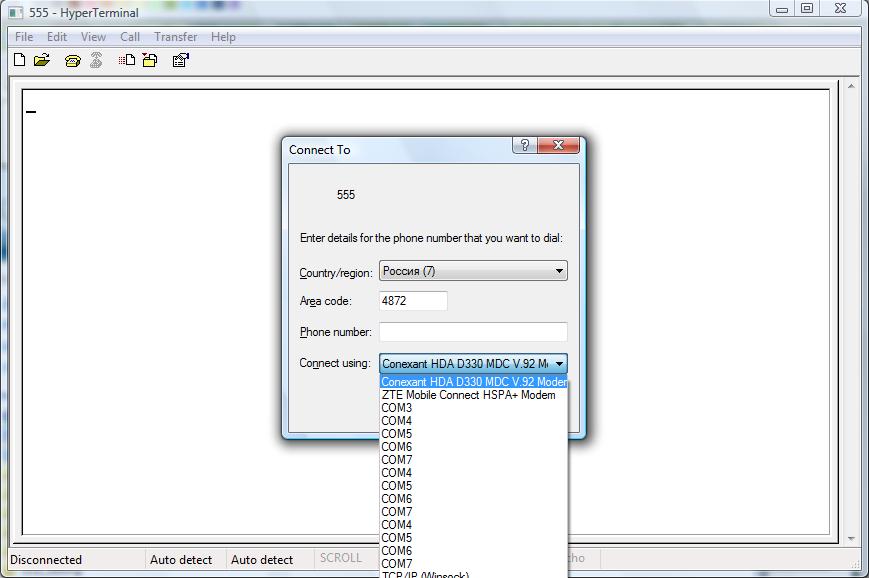 555 - HyperTerminal
File Edit View Call Transfer Help
Connect To
555
Enter details for the phone number that you want to dial:
Country/region: Россия (7)
Area code: 4872
Phone number:
Connect using: Conexant HDA D330 MDC V.92 M
Conexant HDA D330 MDC V.92 Modem
ZTE Mobile Connect HSPA+ Modem
COM3
COM4
COM5
COM6
COM7
COM4
COM5
COM6
COM7
COM4
COM5
COM6
COM7
TCP/IP (Winsock)
Disconnected Auto detect Auto detect SCROLL cho